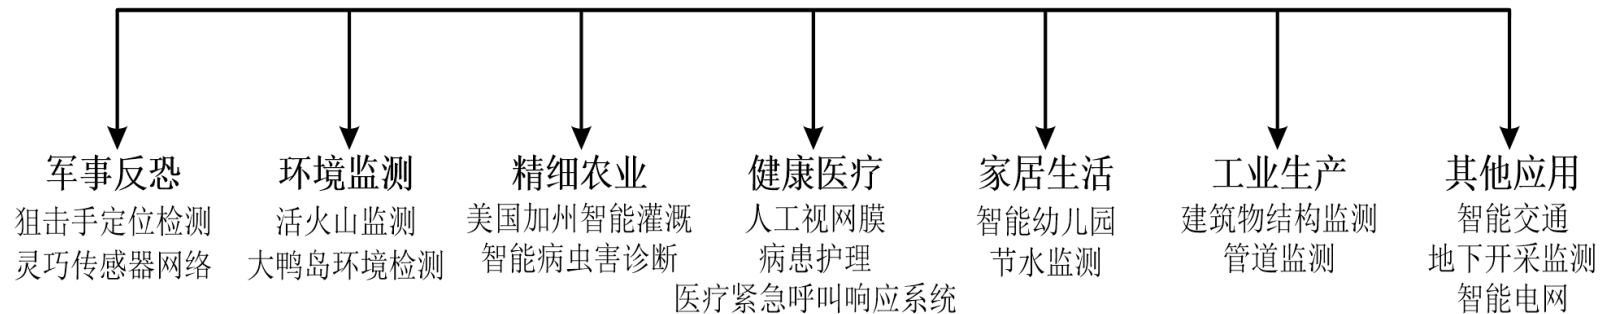 军事反恐
狙击手定位检测
灵巧传感器网络
环境监测
活火山监测
大鸭岛环境检测
精细农业
美国加州智能灌溉
智能病虫害诊断
健康医疗
人工视网膜
病患护理
医疗紧急呼叫响应系统
家居生活
智能幼儿园
节水监测
工业生产
建筑物结构监测
管道监测
其他应用
智能交通
地下开采监测
智能电网